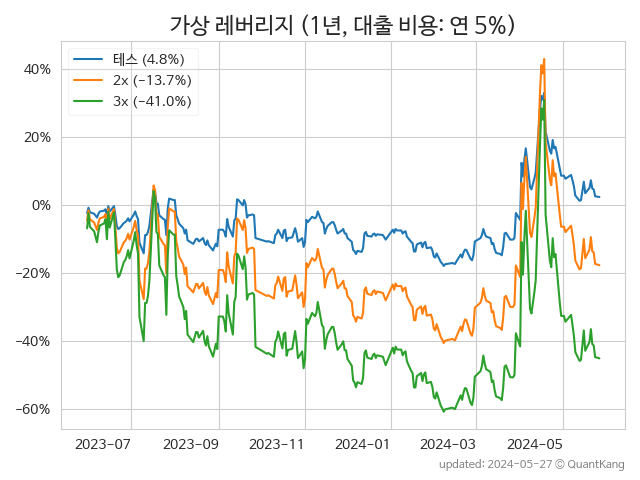 가상 레버리지 (1년, 대출 비용: 연 5%)
테스 (4.8%)
2x (−13.7%)
3x (−41.0%)
40%
20%
0%
−20%
−40%
−60%
2023-07 2023-09 2023-11 2024-01 2024-03 2024-05
updated: 2024-05-27 © QuantKang